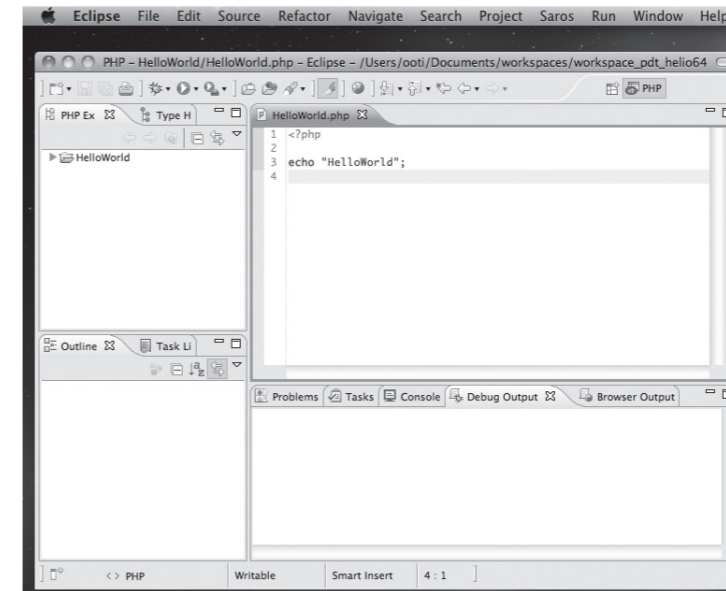 Eclipse File Edit Source Refactor Navigate Search Project Saros Run Window Help
PHP – HelloWorld/HelloWorld.php – Eclipse – /Users/ooti/Documents/workspaces/workspace_pdt_helio64
PHP
PHP Ex Type H
HelloWorld
HelloWorld.php
1 <?php
2
3 echo "HelloWorld";
4
Outline Task Li
Problems Tasks Console Debug Output Browser Output
<> PHP Writable Smart Insert 4 : 1